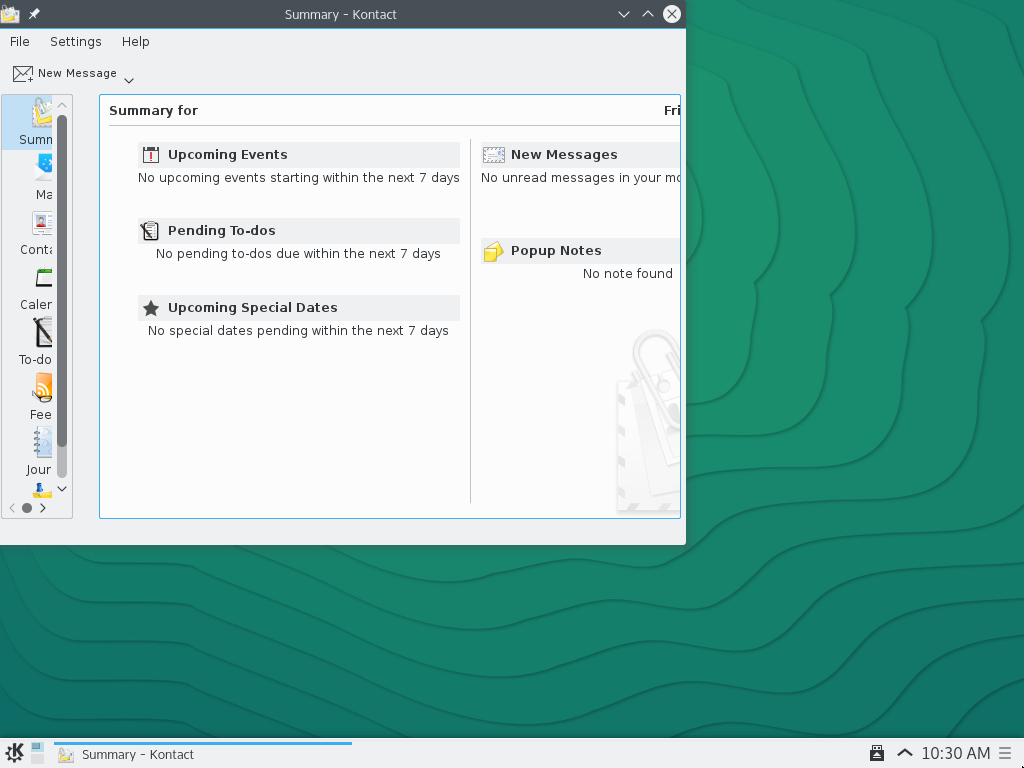 Summary – Kontact
File Settings Help
New Message
Summary for Fri
Upcoming Events
No upcoming events starting within the next 7 days
Pending To-dos
No pending to-dos due within the next 7 days
Upcoming Special Dates
No special dates pending within the next 7 days
New Messages
No unread messages in your mo
Popup Notes
No note found
Summ
Ma
Conta
Caler
To-do
Fee
Jour
Summary – Kontact
10:30 AM